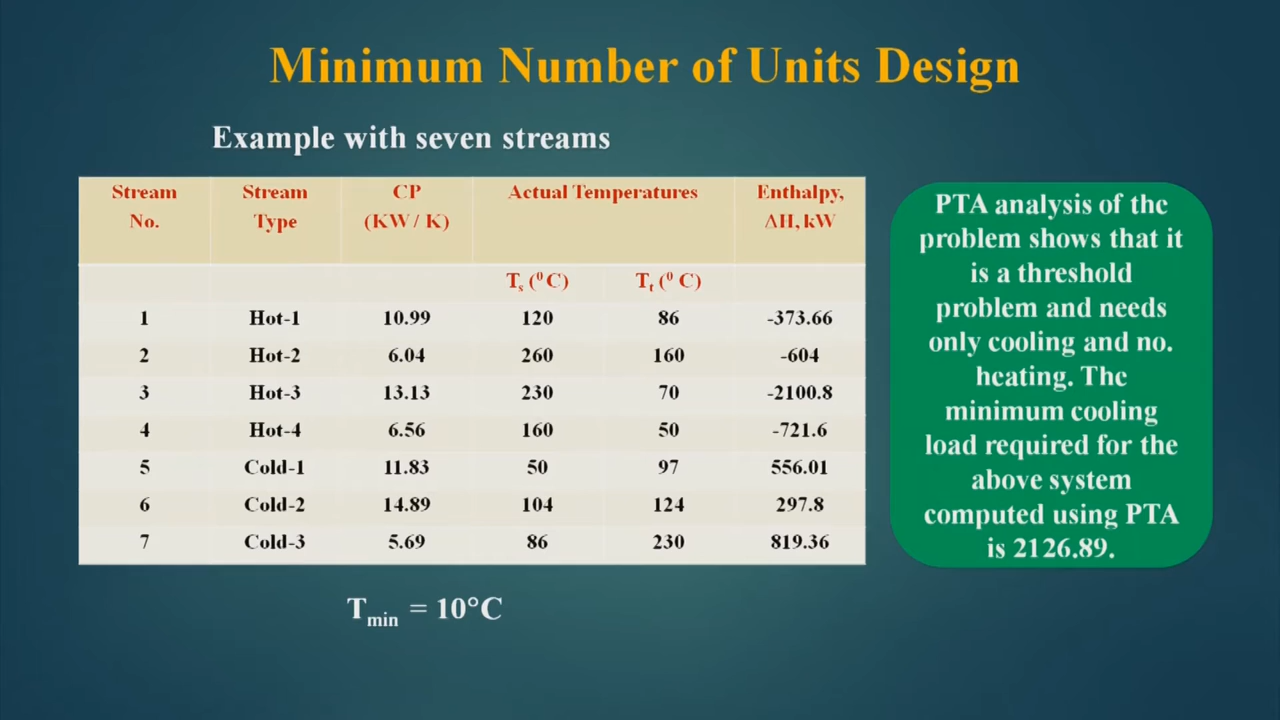 Minimum Number of Units Design
Example with seven streams
Stream No. Stream Type CP (KW / K) Actual Temperatures Enthalpy, ΔH, kW
Ts (⁰ C) Tt (⁰ C)
1 Hot-1 10.99 120 86 -373.66
2 Hot-2 6.04 260 160 -604
3 Hot-3 13.13 230 70 -2100.8
4 Hot-4 6.56 160 50 -721.6
5 Cold-1 11.83 50 97 556.01
6 Cold-2 14.89 104 124 297.8
7 Cold-3 5.69 86 230 819.36
Tmin = 10°C
PTA analysis of the
problem shows that it
is a threshold
problem and needs
only cooling and no.
heating. The
minimum cooling
load required for the
above system
computed using PTA
is 2126.89.